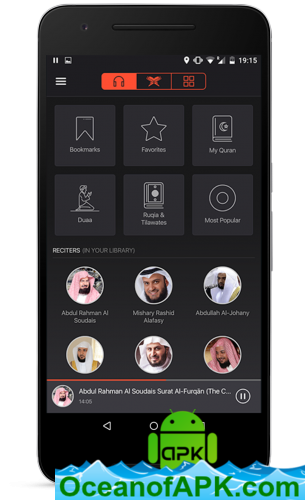 19:15
Bookmarks
Favorites
My Quran
Duaa
Ruqia &
Tilawates
Most Popular
RECITERS (IN YOUR LIBRARY)
Abdul Rahman Al
Soudais
Mishary Rashid
Alafasy
Abdullah Al-Johany
Abdul Rahman Al Soudais Surat Al-Furqān (The C...
14:05
APK
OceanofAPK.com